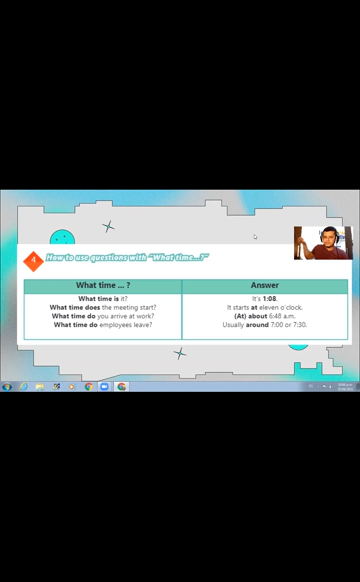 4
How to use questions with "What time...?"
What time ... ?
Answer
What time is it?
It's 1:08.
What time does the meeting start?
It starts at eleven o'clock.
What time do you arrive at work?
(At) about 6:48 a.m.
What time do employees leave?
Usually around 7:00 or 7:30.